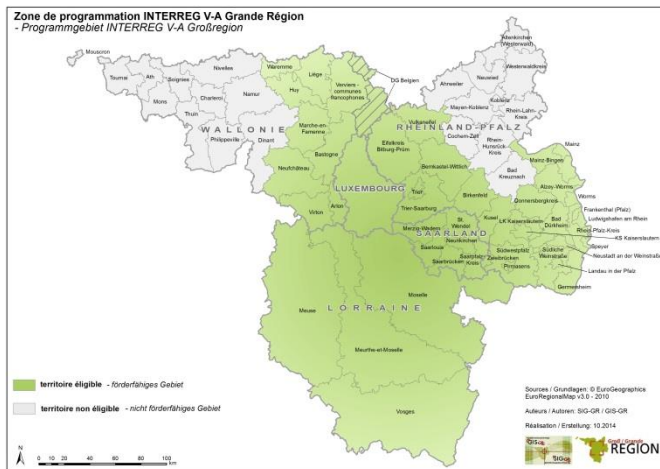 Zone de programmation INTERREG V-A Grande Région
- Programmgebiet INTERREG V-A Großregion
Mouscron
Tournai
Ath
Soignies
Nivelles
Mons
Charleroi
Namur
Thuin
Philippeville
Dinant
WALLONIE
Waremme
Liège
Huy
Verviers -
communes
francophones
DG Belgien
Marche-en-
Famenne
Bastogne
Neufchâteau
Virton
Arlon
LUXEMBOURG
Altenkirchen
(Westerwald)
Westerwaldkreis
Ahrweiler
Neuwied
Koblenz
Mayen-Koblenz
Rhein-Lahn-
Kreis
RHEINLAND-PFALZ
Cochem-Zell
Rhein-
Hunsrück-
Kreis
Bad
Kreuznach
Vulkaneifel
Eifelkreis
Bitburg-Prüm
Bernkastel-Wittlich
Trier
Trier-Saarburg
Birkenfeld
Mainz
Mainz-Bingen
Alzey-Worms
Worms
Donnersbergkreis
Frankenthal (Pfalz)
Ludwigshafen am Rhein
Rhein-Pfalz-Kreis
KS Kaiserslautern
Speyer
Neustadt an der Weinstraße
Landau in der Pfalz
Germersheim
Kusel
LK Kaiserslautern
Bad
Dürkheim
Südwestpfalz
Südliche
Weinstraße
Zweibrücken
Pirmasens
Merzig-Wadern
St.
Wendel
SAARLAND
Neunkirchen
Saarlouis
Saarbrücken
Saarpfalz-
Kreis
Moselle
LORRAINE
Meuse
Meurthe-et-Moselle
Vosges
territoire éligible - förderfähiges Gebiet
territoire non éligible - nicht förderfähiges Gebiet
N
0 10 20 40 60 80 100
km
Sources / Grundlagen: © EuroGeographics
EuroRegionalMap v3.0 - 2010
Auteurs / Autoren: SIG-GR / GIS-GR
Réalisation / Erstellung: 10.2014
GIS
SIG
Groß / Grande
REGION